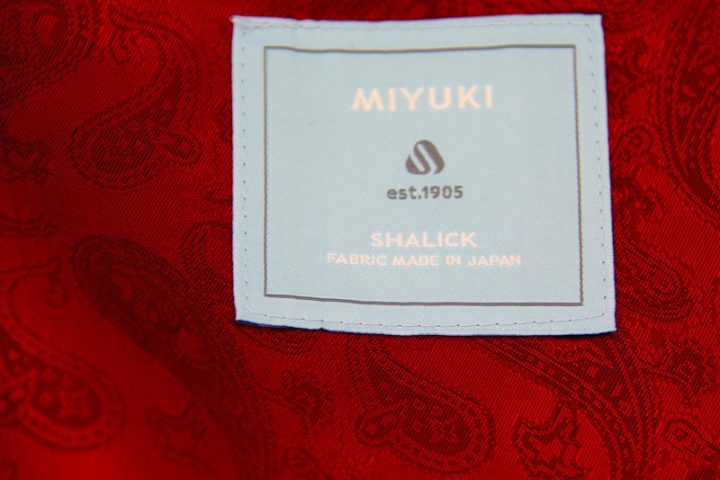 MIYUKI
est.1905
SHALICK
FABRIC MADE IN JAPAN